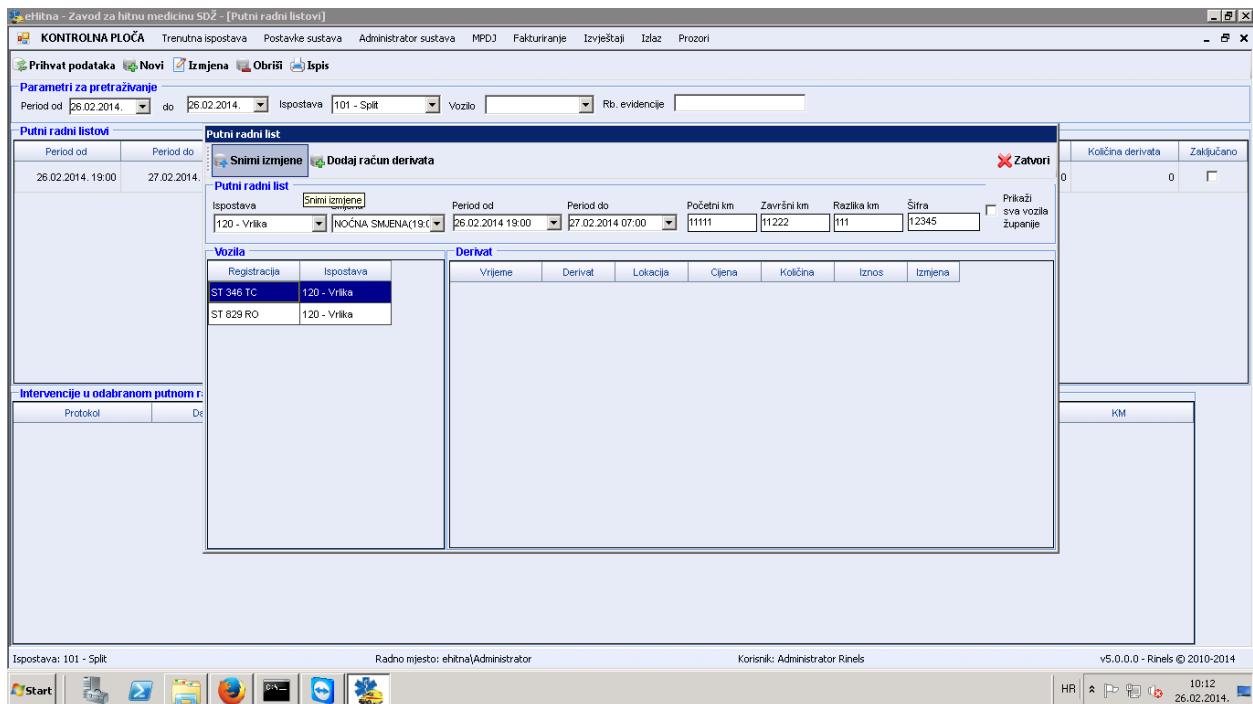 eHitna - Zavod za hitnu medicinu SDŽ - [Putni radni listovi]
KONTROLNA PLOČA Trenutna ispostava Postavke sustava Administrator sustava MPDJ Fakturiranje Izvještaji Izlaz Prozori
Prihvat podataka Novi Izmjena Obriši Ispis
Parametri za pretraživanje
Period od 26.02.2014. do 26.02.2014. Ispostava 101 - Split Vozilo Rb. evidencije
Putni radni listovi
Period od Period do Količina derivata Zaključano
26.02.2014. 19:00 27.02.2014. 0 0
Putni radni list
Snimi izmjene Dodaj račun derivata Zatvori
Putni radni list
Snimi izmjene
Ispostava Period od Period do Početni km Završni km Razlika km Šifra Prikaži sva vozila županije
120 - Vrlika NOĆNA SMJENA(19:0 26.02.2014 19:00 27.02.2014 07:00 11111 11222 111 12345
Vozila
Registracija Ispostava
ST 346 TC 120 - Vrlika
ST 829 RO 120 - Vrlika
Derivat
Vrijeme Derivat Lokacija Cijena Količina Iznos Izmjena
Intervencije u odabranom putnom
Protokol KM
Ispostava: 101 - Split Radno mjesto: ehitna\Administrator Korisnik: Administrator Rinels v5.0.0.0 - Rinels © 2010-2014
Start HR 10:12
26.02.2014.